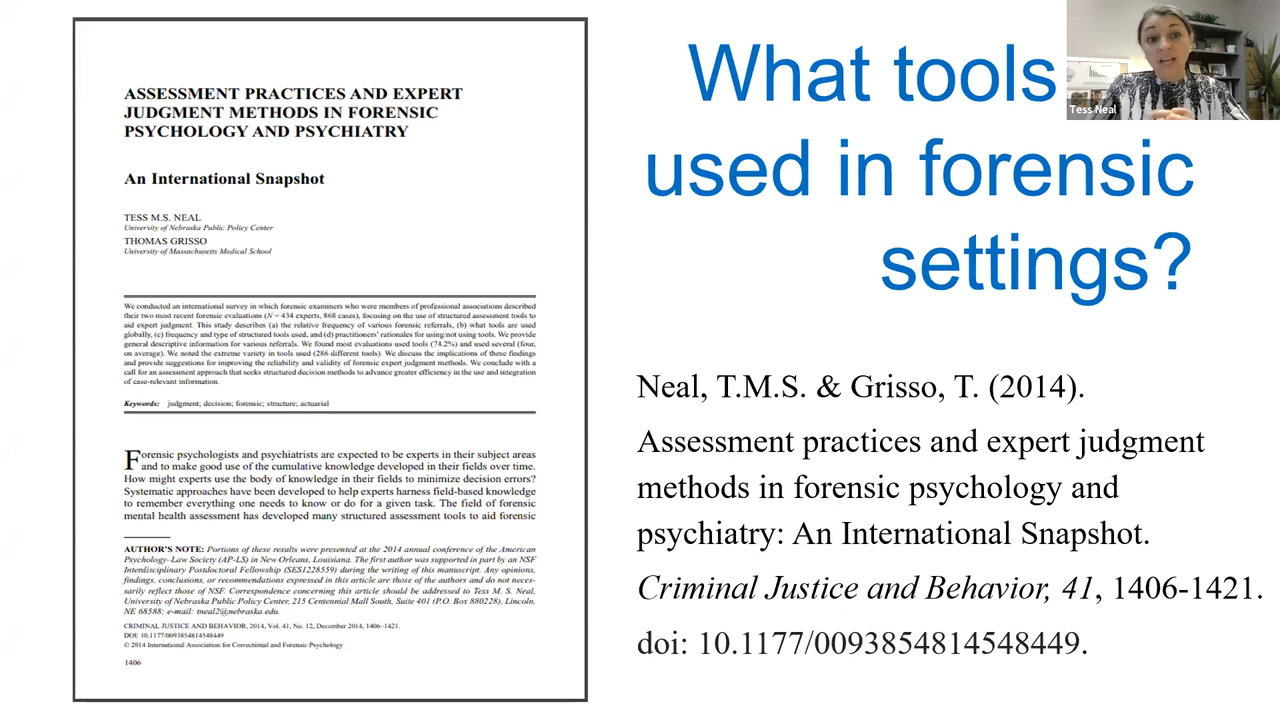 ASSESSMENT PRACTICES AND EXPERT
JUDGMENT METHODS IN FORENSIC
PSYCHOLOGY AND PSYCHIATRY
An International Snapshot
TESS M.S. NEAL
University of Nebraska Public Policy Center
THOMAS GRISSO
University of Massachusetts Medical School
We conducted an international survey in which forensic examiners who were members of professional associations described
their two most recent forensic evaluations (N = 434 experts, 868 cases), focusing on the use of structured assessment tools to
aid expert judgment. This study describes (a) the relative frequency of various forensic referrals, (b) what tools are used
globally, (c) frequency and type of structured tools used, and (d) practitioners' rationales for using/not using tools. We provide
general descriptive information for various referrals. We found most evaluations used tools (74.2%) and used several (four,
on average). We noted the extreme variety in tools used (286 different tools). We discuss the implications of these findings
and provide suggestions for improving the reliability and validity of forensic expert judgment methods. We conclude with a
call for an assessment approach that seeks structured decision methods to advance greater efficiency in the use and integration
of case-relevant information.
Keywords: judgment; decision; forensic; structure; actuarial
Forensic psychologists and psychiatrists are expected to be experts in their subject areas
and to make good use of the cumulative knowledge developed in their fields over time.
How might experts use the body of knowledge in their fields to minimize decision errors?
Systematic approaches have been developed to help experts harness field-based knowledge
to remember everything one needs to know or do for a given task. The field of forensic
mental health assessment has developed many structured assessment tools to aid forensic
AUTHOR'S NOTE: Portions of these results were presented at the 2014 annual conference of the American
Psychology–Law Society (AP-LS) in New Orleans, Louisiana. The first author was supported in part by an NSF
Interdisciplinary Postdoctoral Fellowship (SES1228559) during the writing of this manuscript. Any opinions,
findings, conclusions, or recommendations expressed in this article are those of the authors and do not neces-
sarily reflect those of NSF. Correspondence concerning this article should be addressed to Tess M. S. Neal,
University of Nebraska Public Policy Center, 215 Centennial Mall South, Suite 401 (P.O. Box 880228), Lincoln,
NE 68588; e-mail: tneal2@nebraska.edu.
CRIMINAL JUSTICE AND BEHAVIOR, 2014, Vol. 41, No. 12, December 2014, 1406–1421.
DOI: 10.1177/0093854814548449
© 2014 International Association for Correctional and Forensic Psychology
1406
What tools
used in forensic
settings?
Tess Neal
Neal, T.M.S. & Grisso, T. (2014).
Assessment practices and expert judgment
methods in forensic psychology and
psychiatry: An International Snapshot.
Criminal Justice and Behavior, 41, 1406-1421.
doi: 10.1177/0093854814548449.